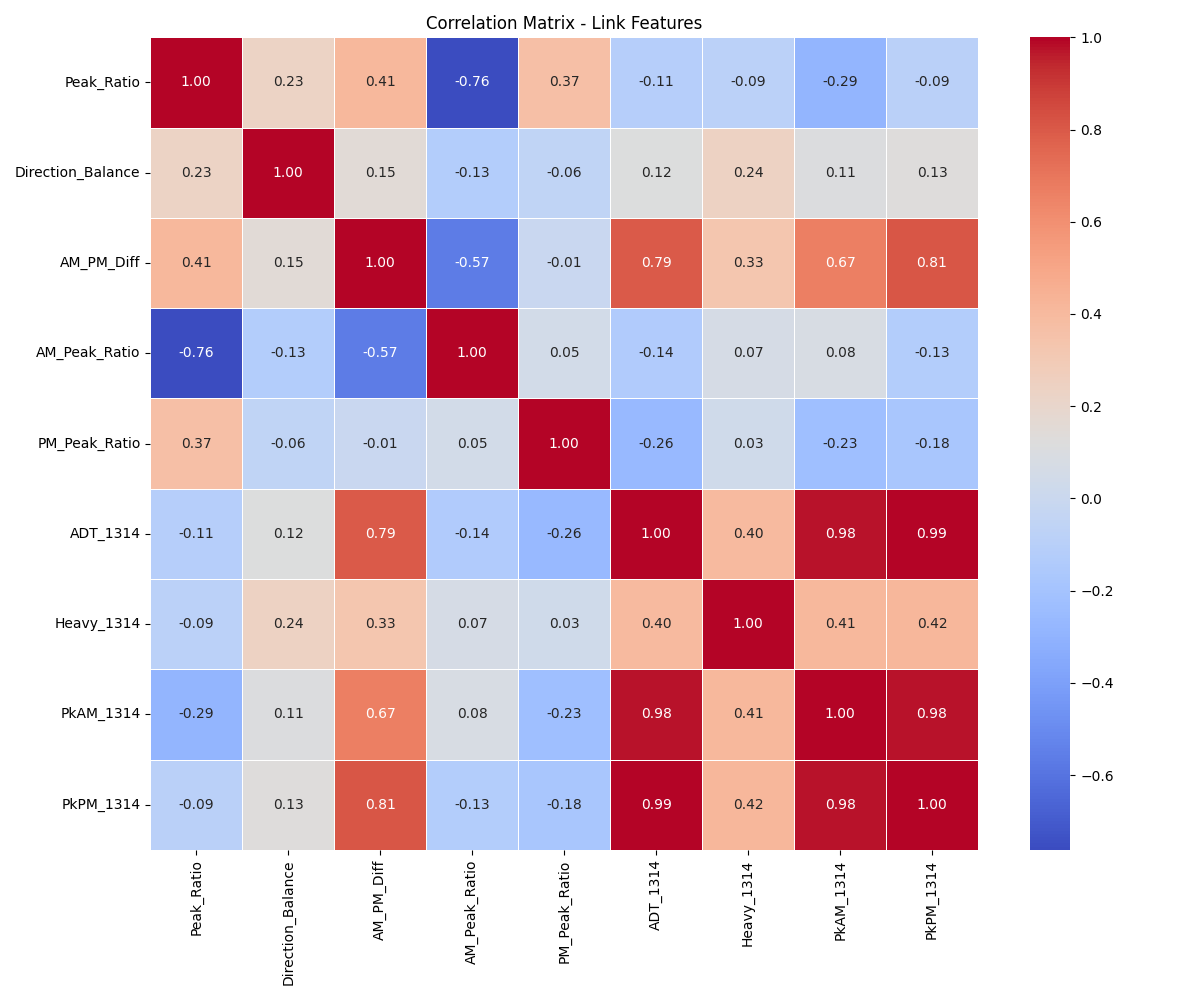 Correlation Matrix - Link Features
Peak_Ratio 1.00 0.23 0.41 -0.76 0.37 -0.11 -0.09 -0.29 -0.09
Direction_Balance 0.23 1.00 0.15 -0.13 -0.06 0.12 0.24 0.11 0.13
AM_PM_Diff 0.41 0.15 1.00 -0.57 -0.01 0.79 0.33 0.67 0.81
AM_Peak_Ratio -0.76 -0.13 -0.57 1.00 0.05 -0.14 0.07 0.08 -0.13
PM_Peak_Ratio 0.37 -0.06 -0.01 0.05 1.00 -0.26 0.03 -0.23 -0.18
ADT_1314 -0.11 0.12 0.79 -0.14 -0.26 1.00 0.40 0.98 0.99
Heavy_1314 -0.09 0.24 0.33 0.07 0.03 0.40 1.00 0.41 0.42
PkAM_1314 -0.29 0.11 0.67 0.08 -0.23 0.98 0.41 1.00 0.98
PkPM_1314 -0.09 0.13 0.81 -0.13 -0.18 0.99 0.42 0.98 1.00
Peak_Ratio
Direction_Balance
AM_PM_Diff
AM_Peak_Ratio
PM_Peak_Ratio
ADT_1314
Heavy_1314
PkAM_1314
PkPM_1314
1.0
0.8
0.6
0.4
0.2
0.0
−0.2
−0.4
−0.6